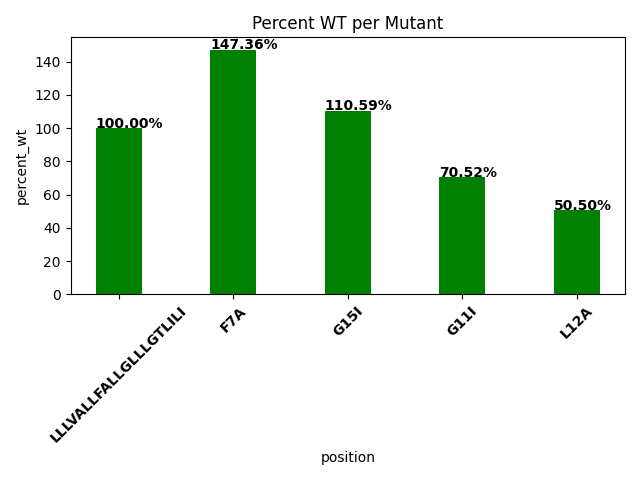 Percent WT per Mutant
percent_wt
140
120
100
80
60
40
20
0
100.00%
147.36%
110.59%
70.52%
50.50%
LLLVALLFALLGLLLGTLILI
F7A
G15I
G11I
L12A
position